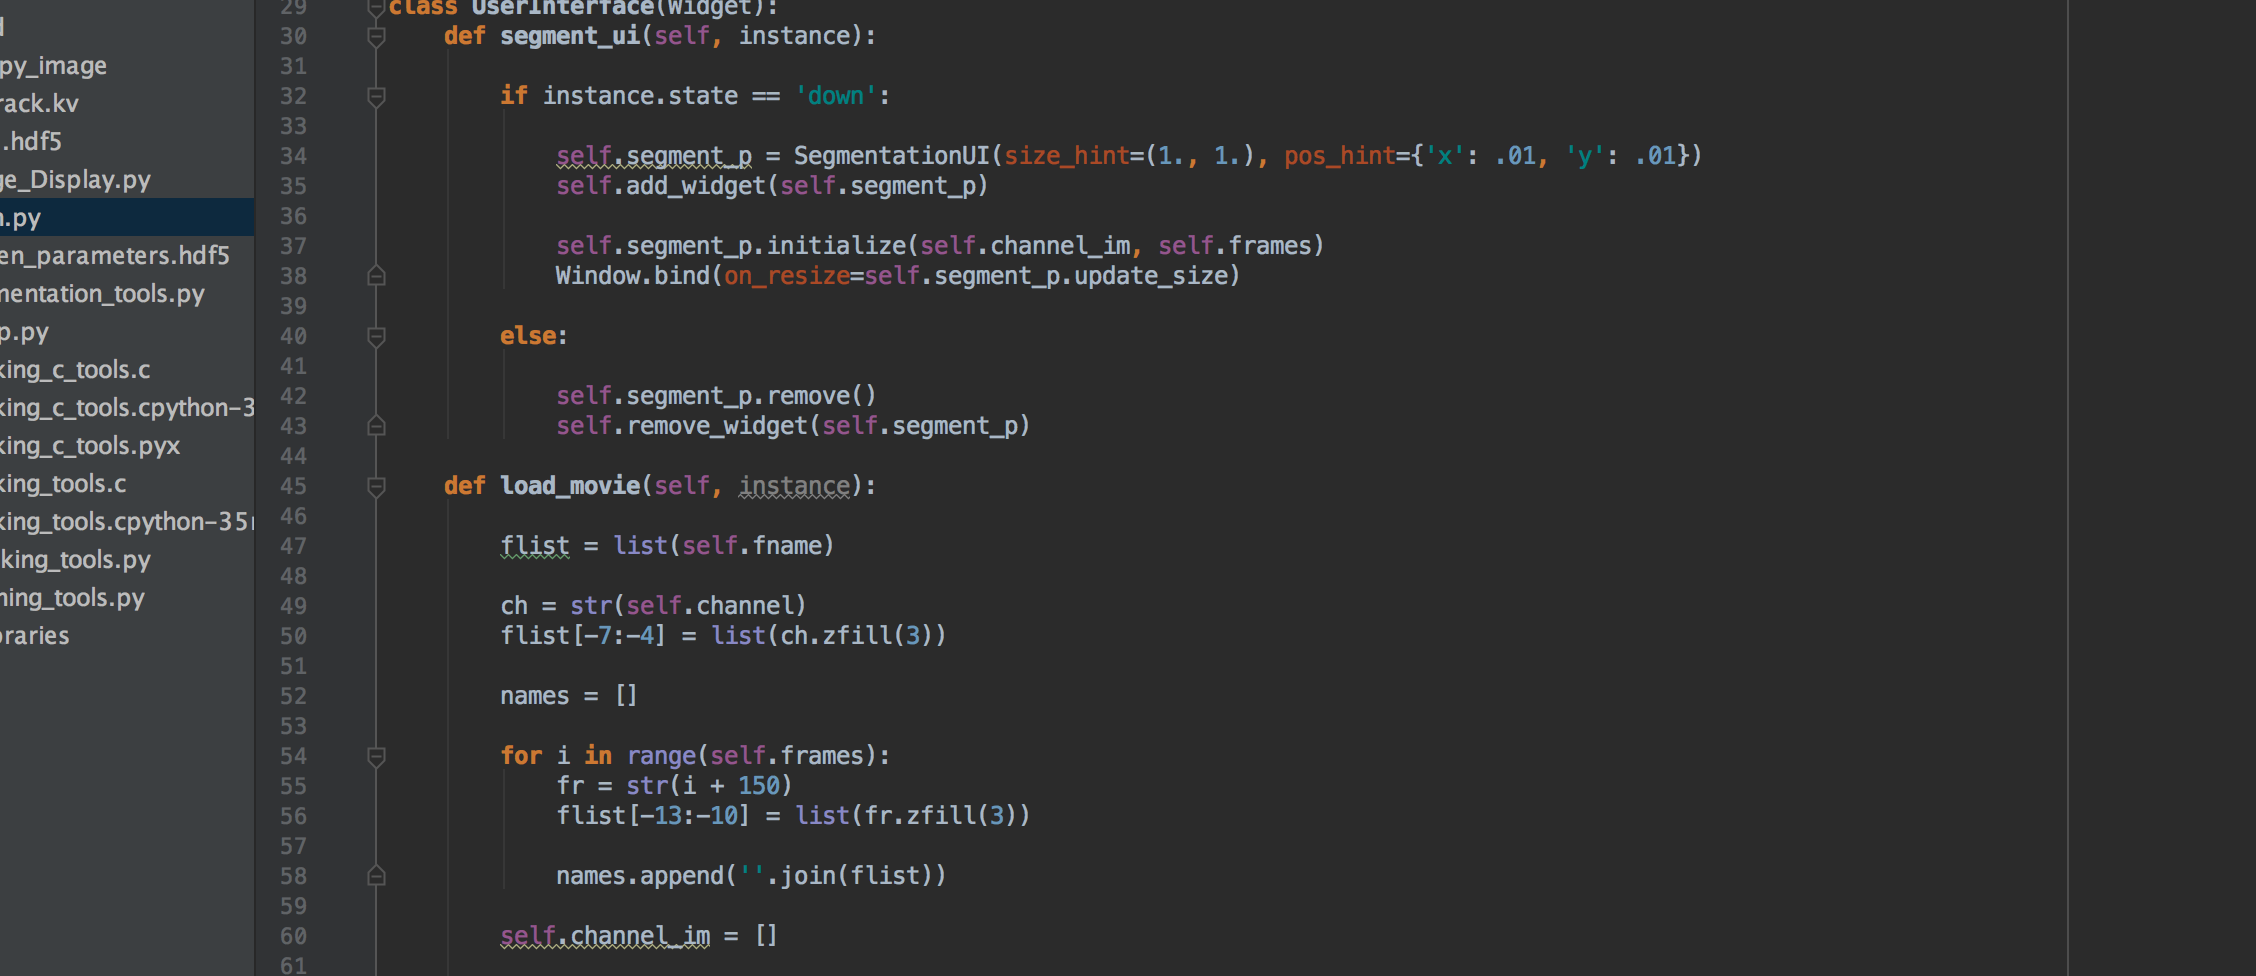 py_image
rack.kv
.hdf5
ge_Display.py
n.py
en_parameters.hdf5
mentation_tools.py
p.py
king_c_tools.c
king_c_tools.cpython-3
king_c_tools.pyx
king_tools.c
king_tools.cpython-35
king_tools.py
ning_tools.py
braries
29 class UserInterface(Widget):
30 def segment_ui(self, instance):
31
32 if instance.state == 'down':
33
34 self.segment_p = SegmentationUI(size_hint=(1., 1.), pos_hint={'x': .01, 'y': .01})
35 self.add_widget(self.segment_p)
36
37 self.segment_p.initialize(self.channel_im, self.frames)
38 Window.bind(on_resize=self.segment_p.update_size)
39
40 else:
41
42 self.segment_p.remove()
43 self.remove_widget(self.segment_p)
44
45 def load_movie(self, instance):
46
47 flist = list(self.fname)
48
49 ch = str(self.channel)
50 flist[-7:-4] = list(ch.zfill(3))
51
52 names = []
53
54 for i in range(self.frames):
55 fr = str(i + 150)
56 flist[-13:-10] = list(fr.zfill(3))
57
58 names.append(''.join(flist))
59
60 self.channel_im = []
61